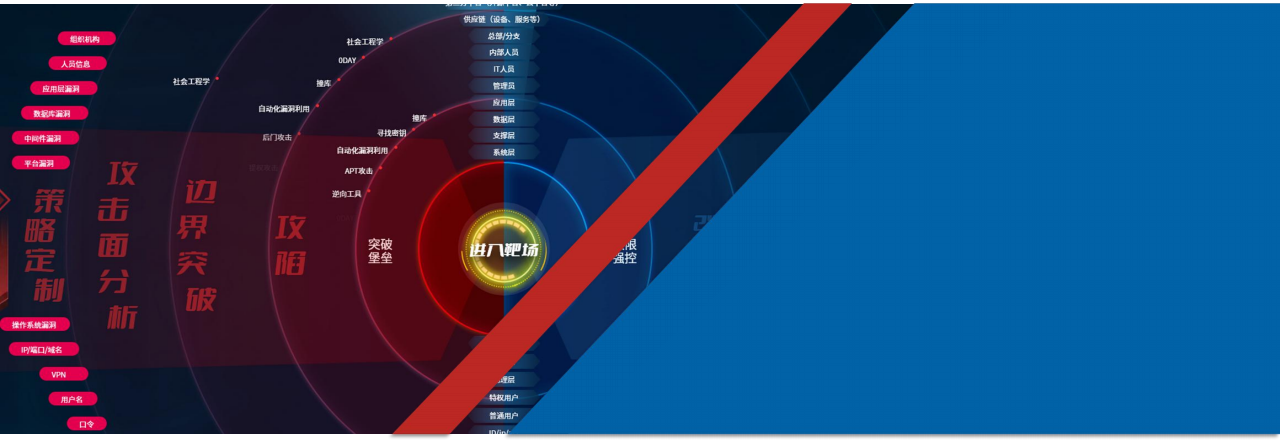 供应链（设备、服务等）
总部/分支
内部人员
IT人员
管理员
应用层
数据层
支撑层
系统层
组织机构
人员信息
应用层漏洞
数据库漏洞
中间件漏洞
平台漏洞
操作系统漏洞
IP/端口/域名
VPN
用户名
口令
策略定制
攻击面分析
边界突破
攻陷
社会工程学
社会工程学
0DAY
撞库
自动化漏洞利用
后门攻击
撞库
寻找密钥
自动化漏洞利用
APT攻击
逆向工具
突破
堡垒
进入靶场
限
强控
特权用户
普通用户